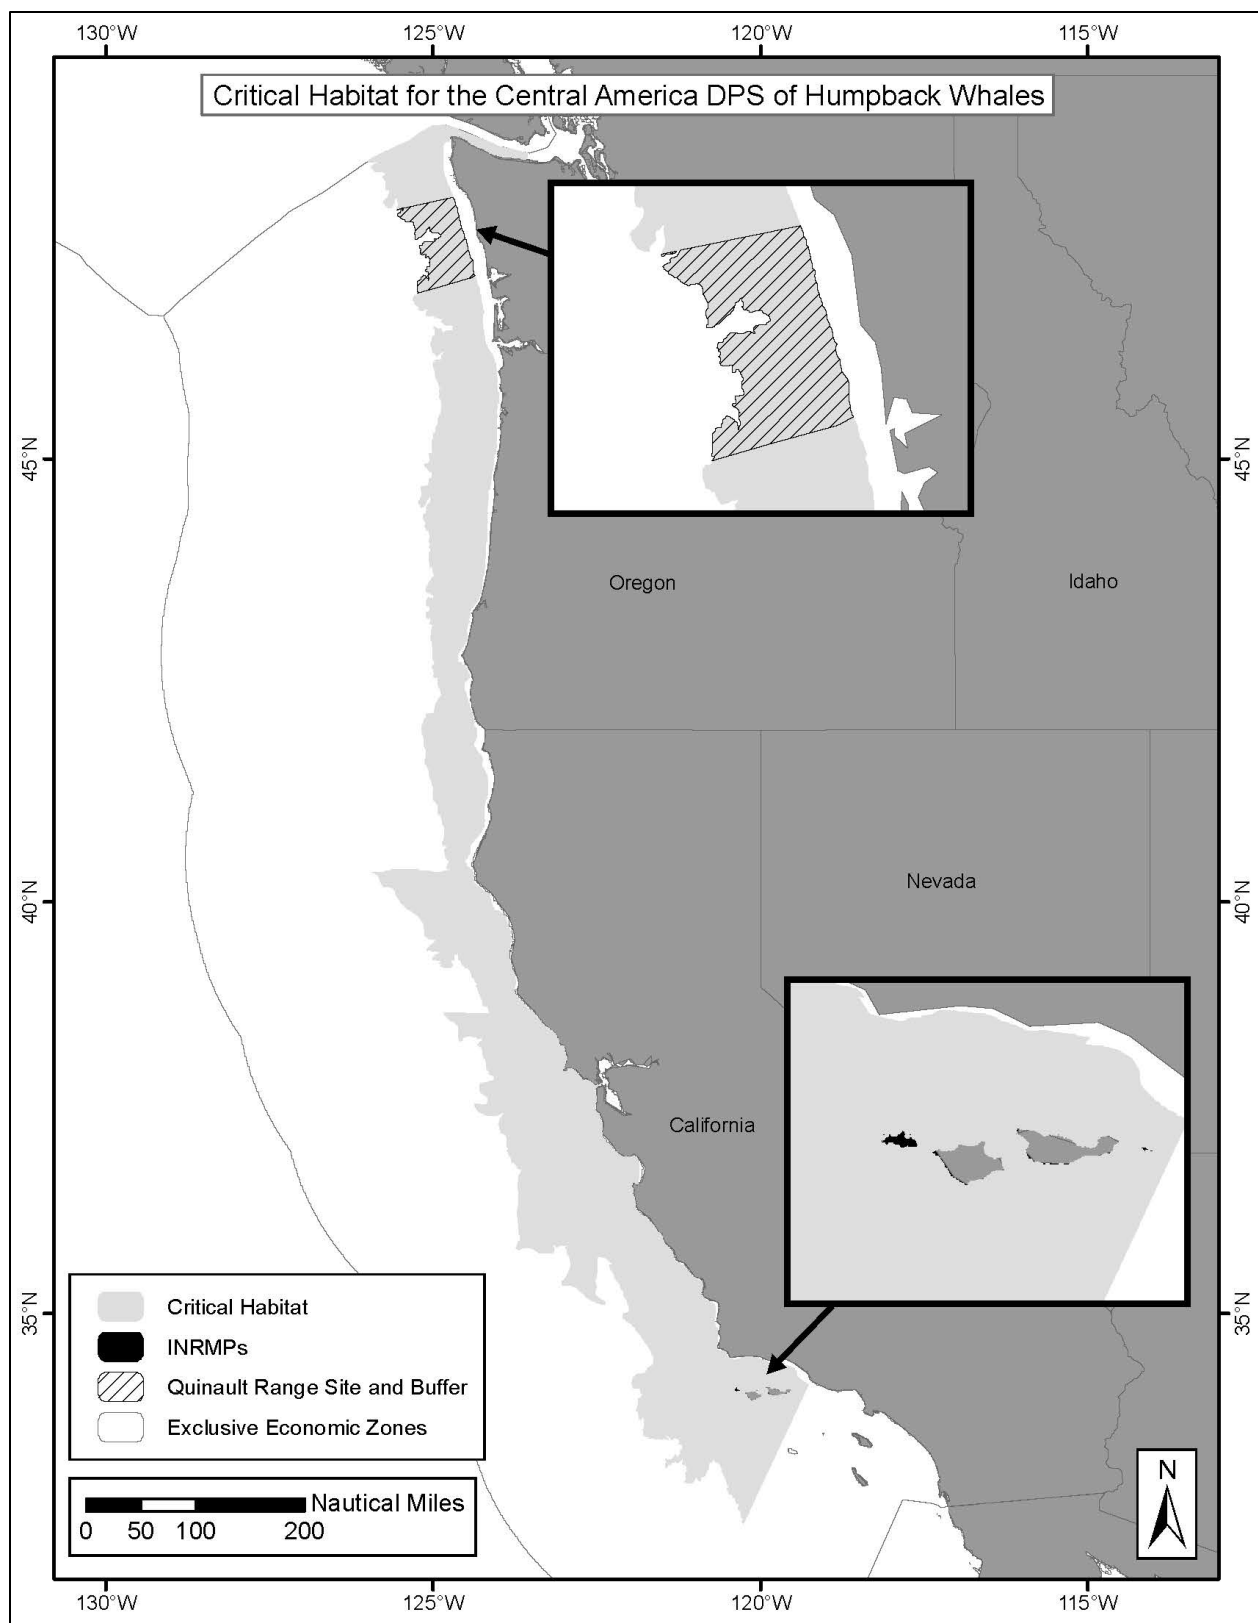 130°W 125°W 120°W 115°W
Critical Habitat for the Central America DPS of Humpback Whales
45°N 45°N
Oregon Idaho
Nevada
40°N 40°N
California
35°N 35°N
Critical Habitat
INRMPs
Quinault Range Site and Buffer
Exclusive Economic Zones
N
Nautical Miles
0 50 100 200
130°W 125°W 120°W 115°W